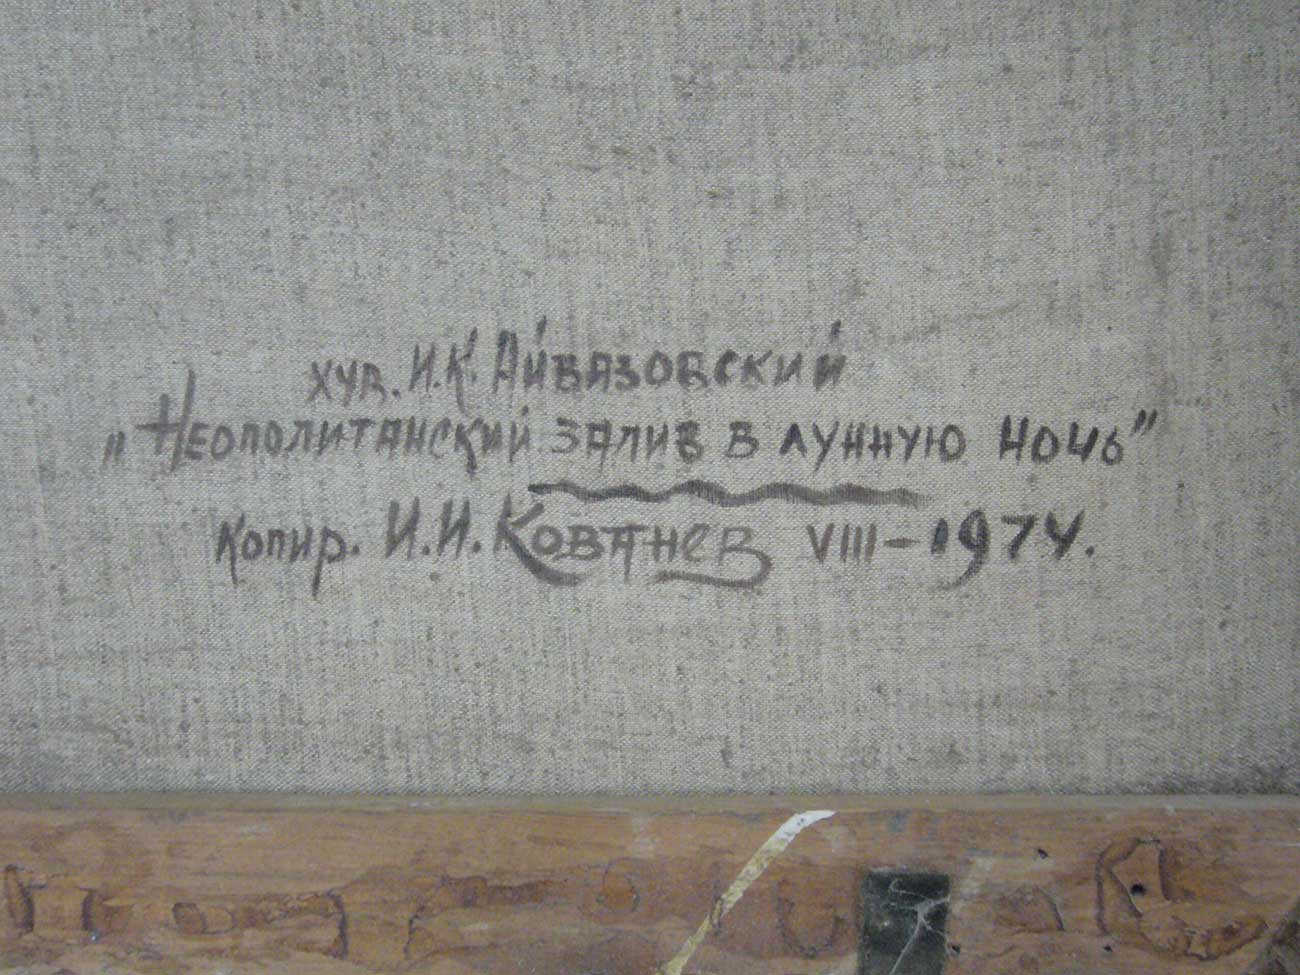 худ. И.К. Айвазовский
„Неополитанский залив в лунную ночь”
Копир. И.И. Ковтанев VIII-1974.